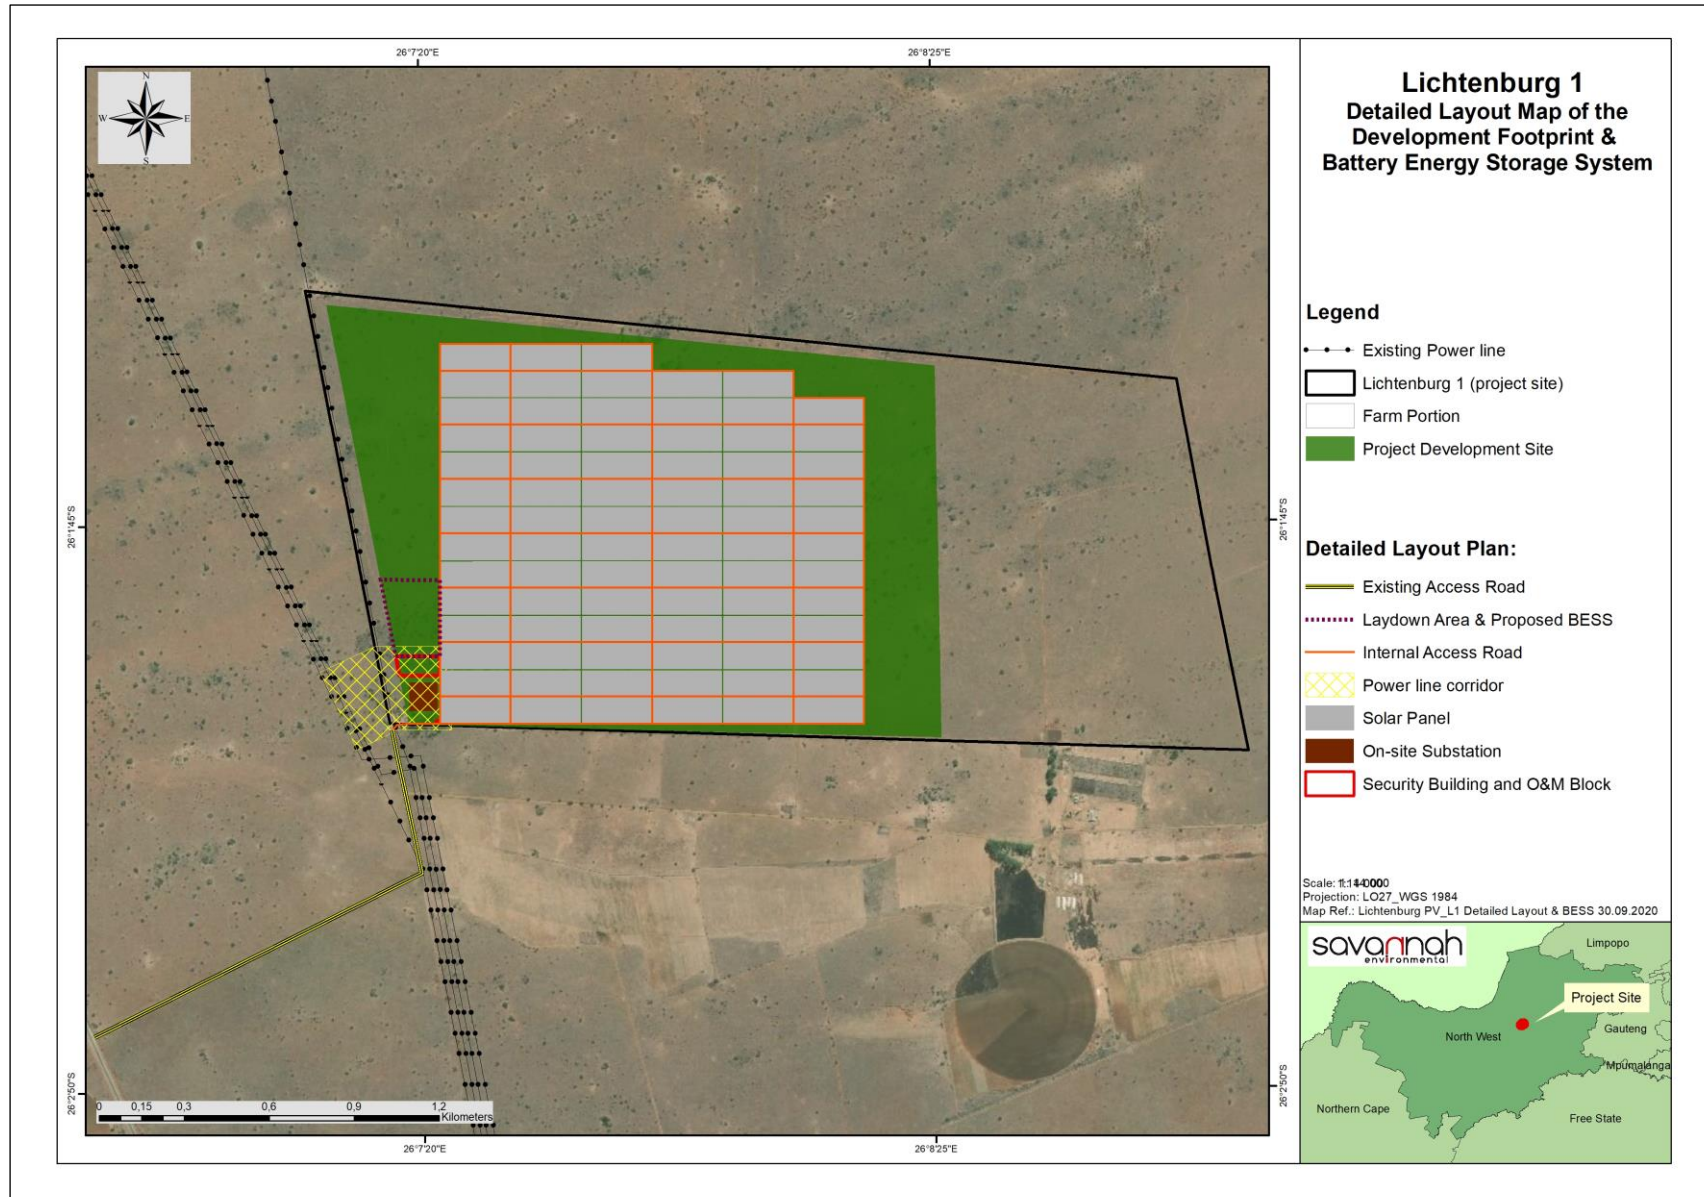 Lichtenburg 1
Detailed Layout Map of the
Development Footprint &
Battery Energy Storage System
26°7'20"E
26°8'25"E
N
W
E
S
26°1'45"S
26°1'45"S
26°2'50"S
26°2'50"S
0
0,15
0,3
0,6
0,9
1,2
Kilometers
26°7'20"E
26°8'25"E
Legend
Existing Power line
Lichtenburg 1 (project site)
Farm Portion
Project Development Site
Detailed Layout Plan:
Existing Access Road
Laydown Area & Proposed BESS
Internal Access Road
Power line corridor
Solar Panel
On-site Substation
Security Building and O&M Block
Scale:
Projection: LO27_WGS 1984
Map Ref.: Lichtenburg PV_L1 Detailed Layout & BESS 30.09.2020
savannah
environmental
Limpopo
Project Site
North West
Gauteng
Mpumalanga
Northern Cape
Free State